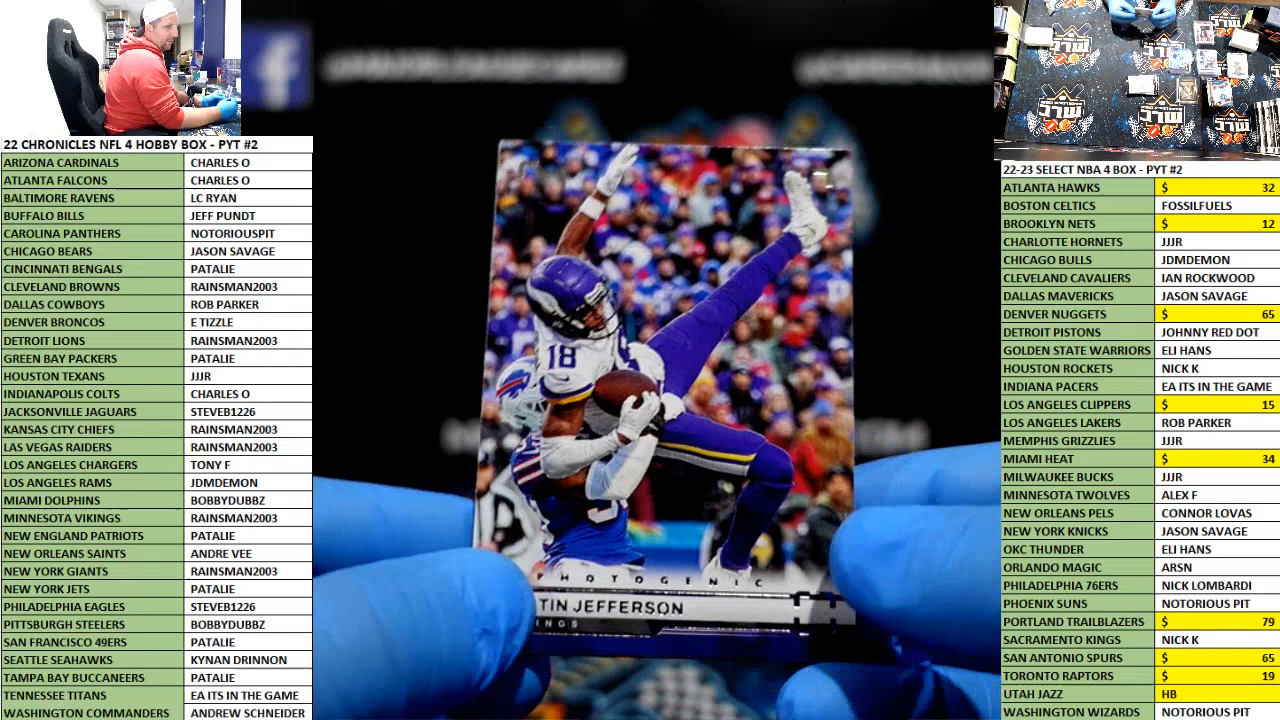 22 CHRONICLES NFL 4 HOBBY BOX - PYT #2
ARIZONA CARDINALS CHARLES O
ATLANTA FALCONS CHARLES O
BALTIMORE RAVENS LC RYAN
BUFFALO BILLS JEFF PUNDT
CAROLINA PANTHERS NOTORIOUSPIT
CHICAGO BEARS JASON SAVAGE
CINCINNATI BENGALS PATALIE
CLEVELAND BROWNS RAINSMAN2003
DALLAS COWBOYS ROB PARKER
DENVER BRONCOS E TIZZLE
DETROIT LIONS RAINSMAN2003
GREEN BAY PACKERS PATALIE
HOUSTON TEXANS JJJR
INDIANAPOLIS COLTS CHARLES O
JACKSONVILLE JAGUARS STEVEB1226
KANSAS CITY CHIEFS RAINSMAN2003
LAS VEGAS RAIDERS RAINSMAN2003
LOS ANGELES CHARGERS TONY F
LOS ANGELES RAMS JDMDEMON
MIAMI DOLPHINS BOBBYDUBBZ
MINNESOTA VIKINGS RAINSMAN2003
NEW ENGLAND PATRIOTS PATALIE
NEW ORLEANS SAINTS ANDRE VEE
NEW YORK GIANTS RAINSMAN2003
NEW YORK JETS PATALIE
PHILADELPHIA EAGLES STEVEB1226
PITTSBURGH STEELERS BOBBYDUBBZ
SAN FRANCISCO 49ERS PATALIE
SEATTLE SEAHAWKS KYNAN DRINNON
TAMPA BAY BUCCANEERS PATALIE
TENNESSEE TITANS EA ITS IN THE GAME
WASHINGTON COMMANDERS ANDREW SCHNEIDER
18
PHOTOGENIC
TIN JEFFERSON
INGS
22-23 SELECT NBA 4 BOX - PYT #2
ATLANTA HAWKS $ 32
BOSTON CELTICS FOSSILFUELS
BROOKLYN NETS $ 12
CHARLOTTE HORNETS JJJR
CHICAGO BULLS JDMDEMON
CLEVELAND CAVALIERS IAN ROCKWOOD
DALLAS MAVERICKS JASON SAVAGE
DENVER NUGGETS $ 65
DETROIT PISTONS JOHNNY RED DOT
GOLDEN STATE WARRIORS ELI HANS
HOUSTON ROCKETS NICK K
INDIANA PACERS EA ITS IN THE GAME
LOS ANGELES CLIPPERS $ 15
LOS ANGELES LAKERS ROB PARKER
MEMPHIS GRIZZLIES JJJR
MIAMI HEAT $ 34
MILWAUKEE BUCKS JJJR
MINNESOTA TWOLVES ALEX F
NEW ORLEANS PELS CONNOR LOVAS
NEW YORK KNICKS JASON SAVAGE
OKC THUNDER ELI HANS
ORLANDO MAGIC ARSN
PHILADELPHIA 76ERS NICK LOMBARDI
PHOENIX SUNS NOTORIOUS PIT
PORTLAND TRAILBLAZERS $ 79
SACRAMENTO KINGS NICK K
SAN ANTONIO SPURS $ 65
TORONTO RAPTORS $ 19
UTAH JAZZ HB
WASHINGTON WIZARDS NOTORIOUS PIT